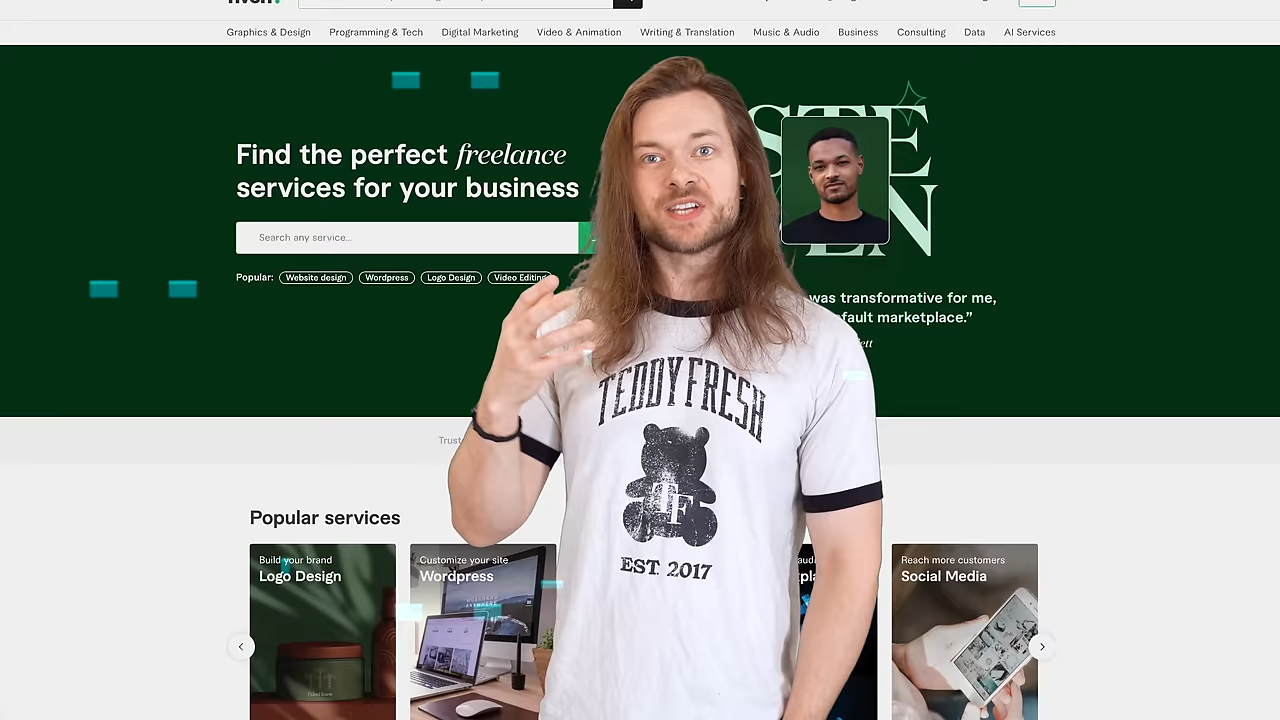 Graphics & Design Programming & Tech Digital Marketing Video & Animation Writing & Translation Music & Audio Business Consulting Data AI Services
Find the perfect freelance
services for your business
Search any service...
Popular: Website design Wordpress Logo Design Video Editing
STE
EN
was transformative for me,
marketplace.”
TEDDY FRESH
TF
EST. 2017
Popular services
Build your brand
Logo Design
Customize your site
Wordpress
Reach more customers
Social Media